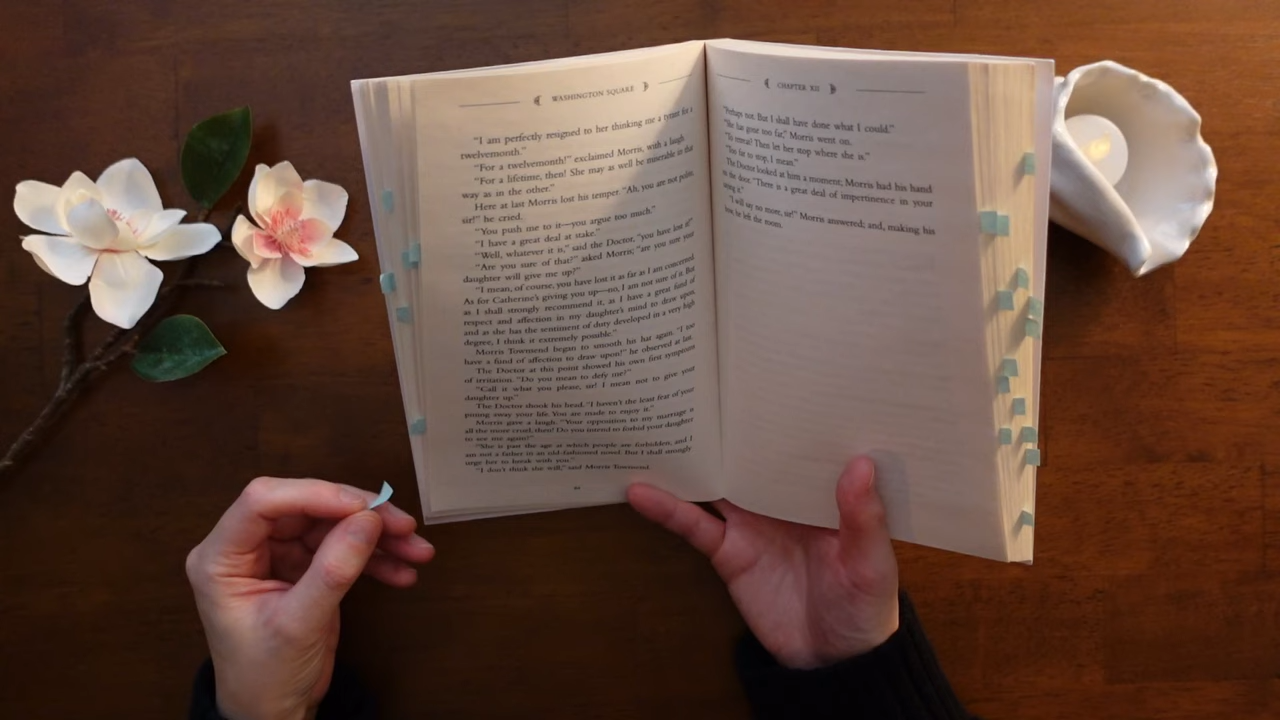 WASHINGTON SQUARE
"I am perfectly resigned to her thinking me a tyrant for a
twelvemonth."
"For a twelvemonth!" exclaimed Morris, with a laugh.
"For a lifetime, then! She may as well be miserable in that
way as in the other."
Here at last Morris lost his temper. "Ah, you are not polite,
sir!" he cried.
"You push me to it—you argue too much."
"I have a great deal at stake."
"Well, whatever it is," said the Doctor, "you have lost it!"
"Are you sure of that?" asked Morris; "are you sure your
daughter will give me up?"
"I mean, of course, you have lost it as far as I am concerned.
As for Catherine's giving you up—no, I am not sure of it. But
as I shall strongly recommend it, as I have a great fund of
respect and affection in my daughter's mind to draw upon,
and as she has the sentiment of duty developed in a very high
degree, I think it extremely possible."
Morris Townsend began to smooth his hat again. "I too
have a fund of affection to draw upon!" he observed at last.
The Doctor at this point showed his own first symptoms
of irritation. "Do you mean to defy me?"
"Call it what you please, sir! I mean not to give your
daughter up."
The Doctor shook his head. "I haven't the least fear of your
pining away your life. You are made to enjoy it."
Morris gave a laugh. "Your opposition to my marriage is
all the more cruel, then! Do you intend to forbid your daughter
to see me again?"
"She is past the age at which people are forbidden, and I
am not a father in an old-fashioned novel. But I shall strongly
urge her to break with you."
"I don't think she will," said Morris Townsend.
CHAPTER XII
"Perhaps not. But I shall have done what I could."
"She has gone too far," Morris went on.
"To retreat? Then let her stop where she is."
"Too far to stop, I mean."
The Doctor looked at him a moment; Morris had his hand
on the door. "There is a great deal of impertinence in your
saying it."
"I will say no more, sir!" Morris answered; and, making his
bow, he left the room.